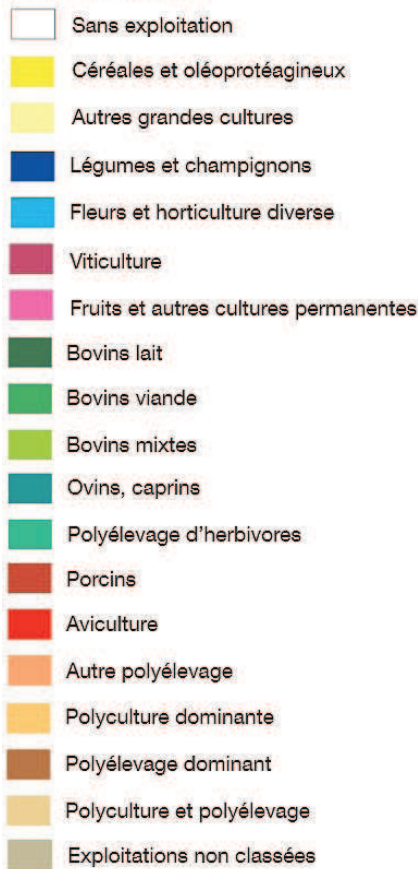 Sans exploitation
Céréales et oléoprotéagineux
Autres grandes cultures
Légumes et champignons
Fleurs et horticulture diverse
Viticulture
Fruits et autres cultures permanentes
Bovins lait
Bovins viande
Bovins mixtes
Ovins, caprins
Polyélevage d'herbivores
Porcins
Aviculture
Autre polyélevage
Polyculture dominante
Polyélevage dominant
Polyculture et polyélevage
Exploitations non classées